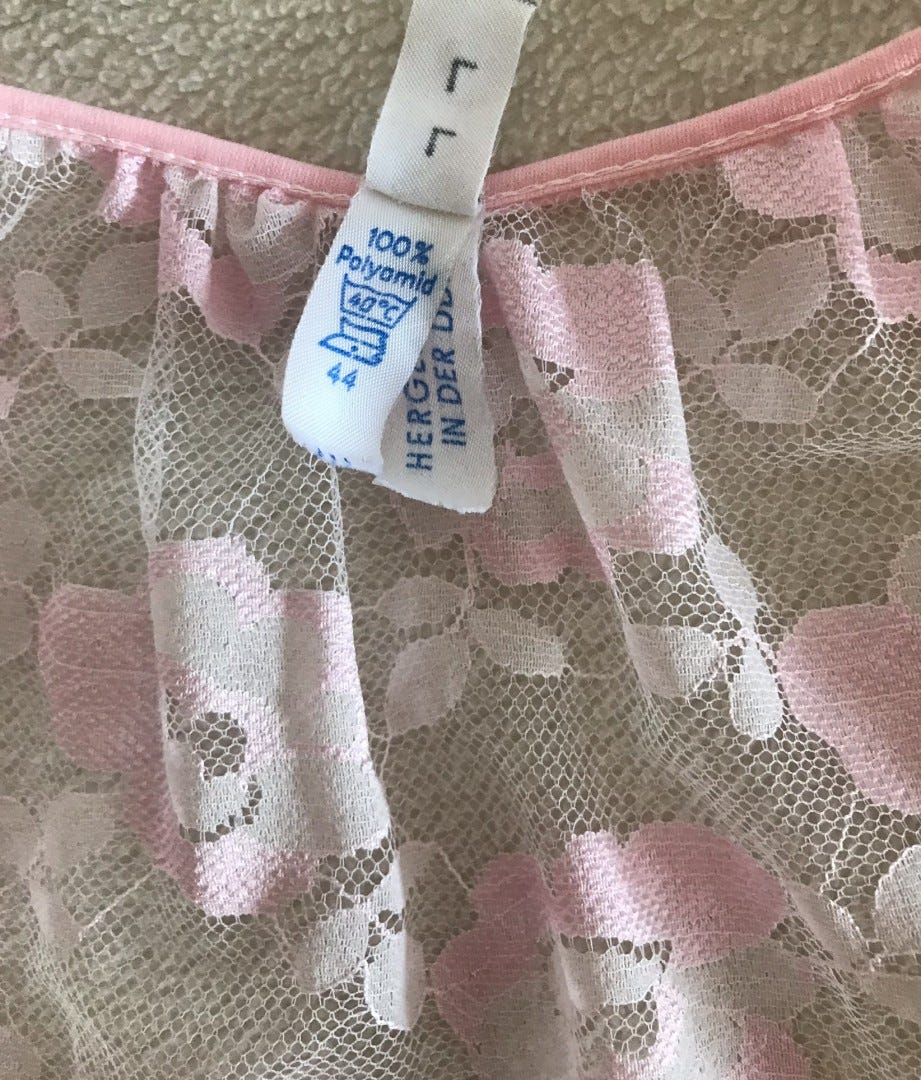 L
L
100%
Polyamid
40°C
44
HERGE
IN DER DD